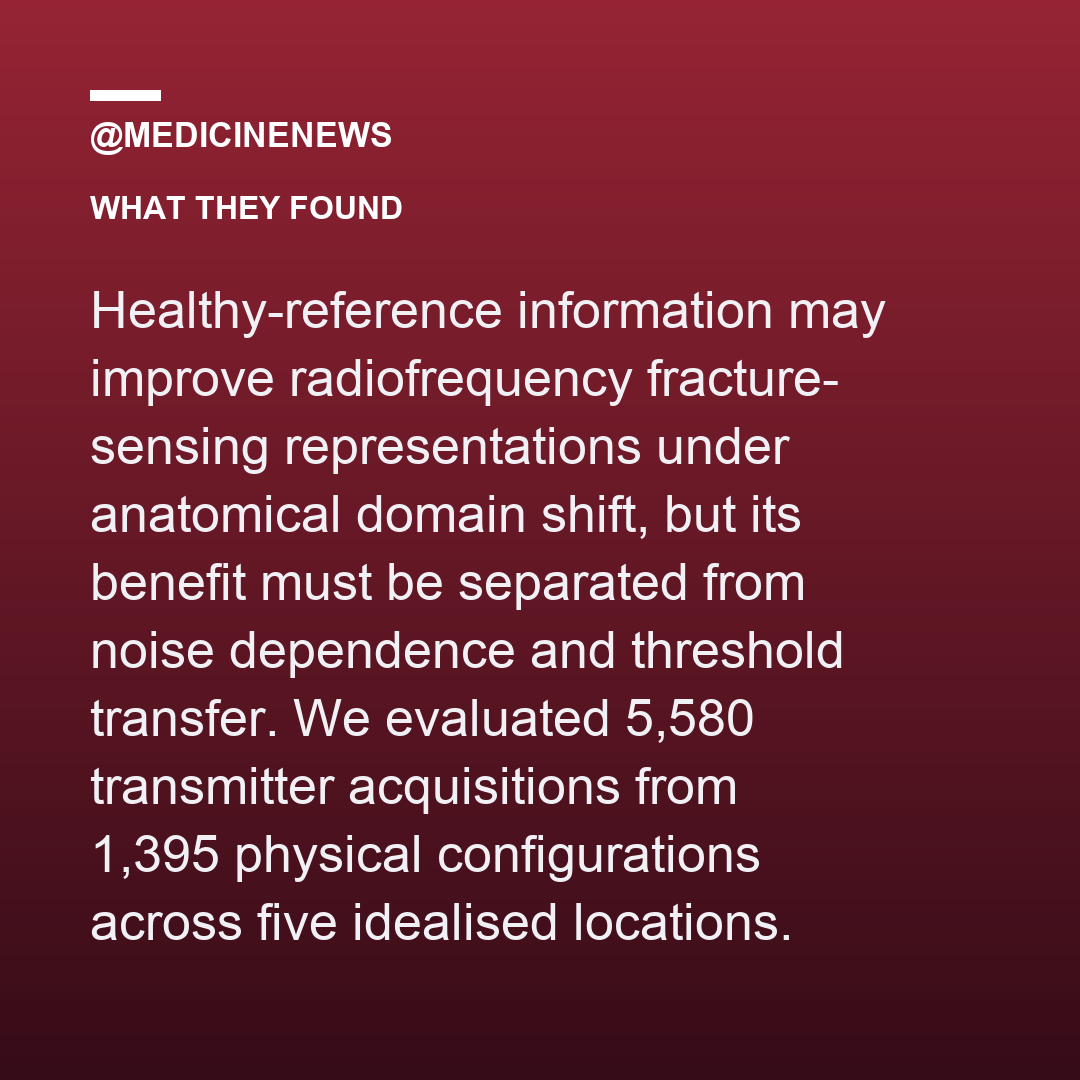 @MEDICINENEWS
WHAT THEY FOUND
Healthy-reference information may
improve radiofrequency fracture-
sensing representations under
anatomical domain shift, but its
benefit must be separated from
noise dependence and threshold
transfer. We evaluated 5,580
transmitter acquisitions from
1,395 physical configurations
across five idealised locations.